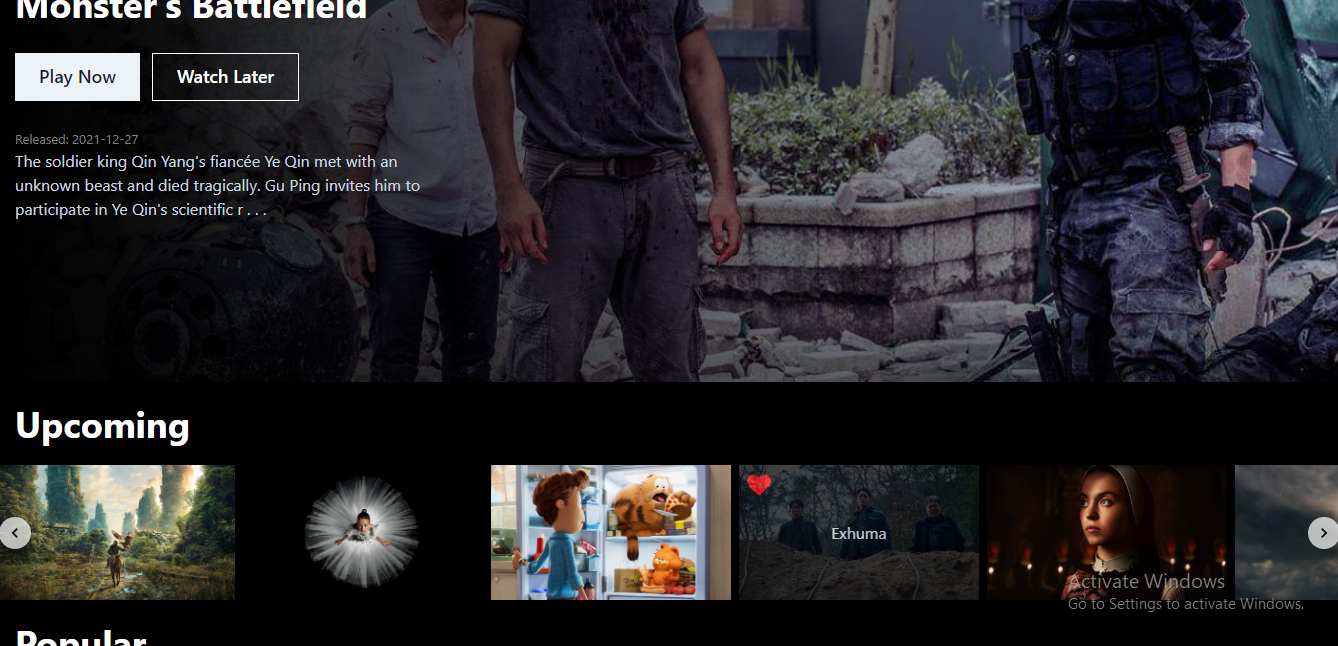 Monster's Battlefield
Play Now
Watch Later
Released: 2021-12-27
The soldier king Qin Yang's fiancée Ye Qin met with an
unknown beast and died tragically. Gu Ping invites him to
participate in Ye Qin's scientific r . . .
Upcoming
Exhuma
Activate Windows
Go to Settings to activate Windows.
Popular